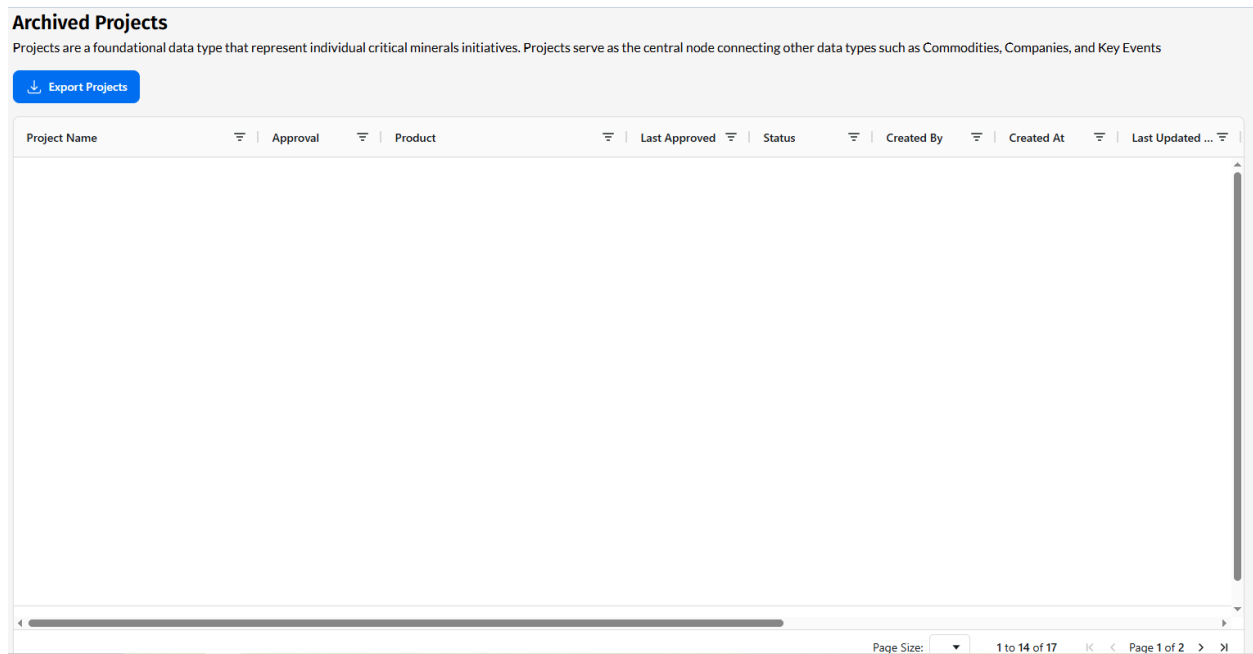 Archived Projects
Projects are a foundational data type that represent individual critical minerals initiatives. Projects serve as the central node connecting other data types such as Commodities, Companies, and Key Events
Export Projects
Project Name Approval Product Last Approved Status Created By Created At Last Updated ...
Page Size: 1 to 14 of 17 Page 1 of 2